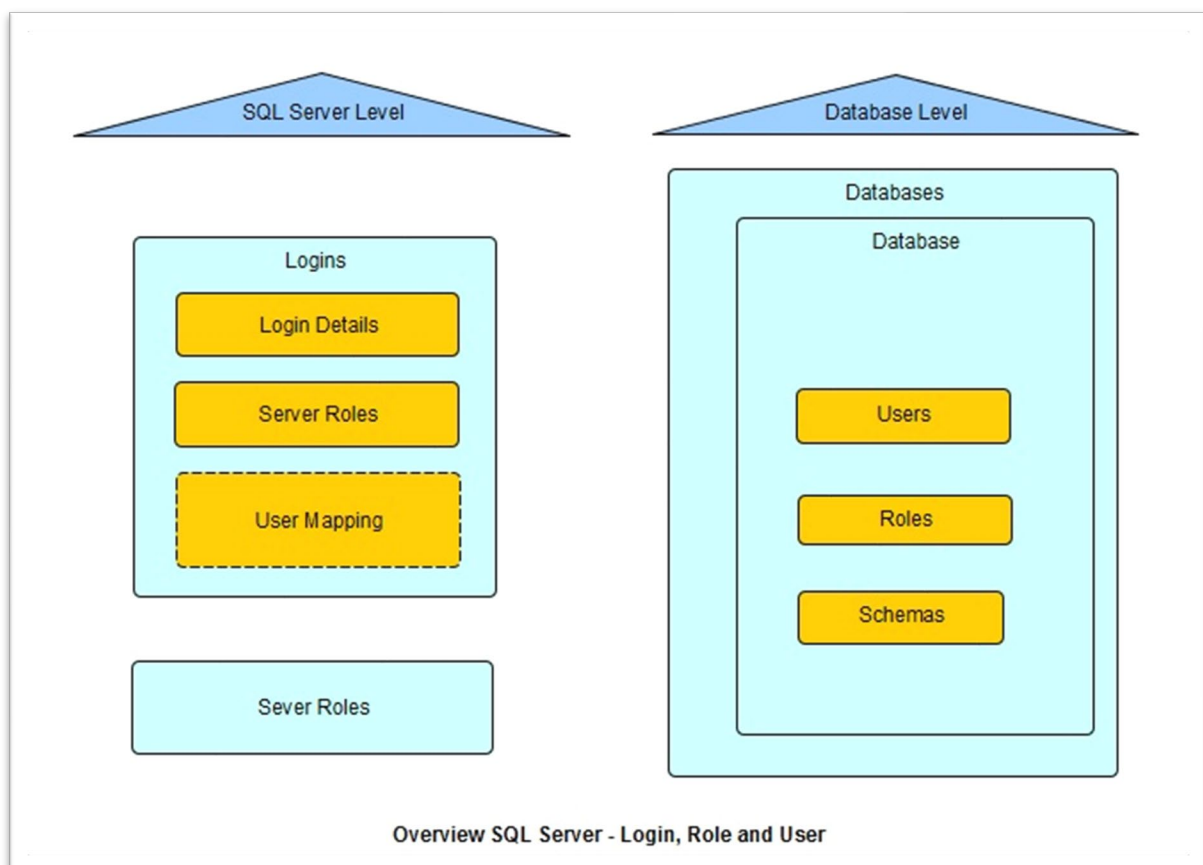 SQL Server Level
Database Level
Logins
Login Details
Server Roles
User Mapping
Sever Roles
Databases
Database
Users
Roles
Schemas
Overview SQL Server - Login, Role and User